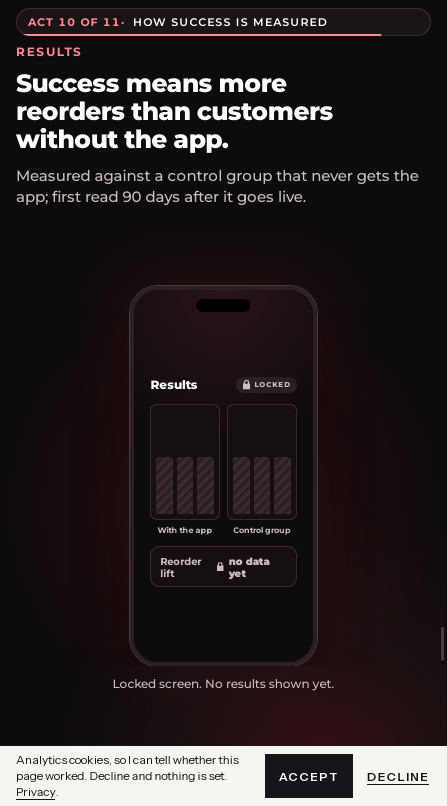 ACT 10 OF 11· HOW SUCCESS IS MEASURED
RESULTS
Success means more
reorders than customers
without the app.
Measured against a control group that never gets the
app; first read 90 days after it goes live.
Results
LOCKED
With the app
Control group
Reorder
lift
no data
yet
Locked screen. No results shown yet.
Analytics cookies, so I can tell whether this
page worked. Decline and nothing is set.
Privacy.
ACCEPT
DECLINE